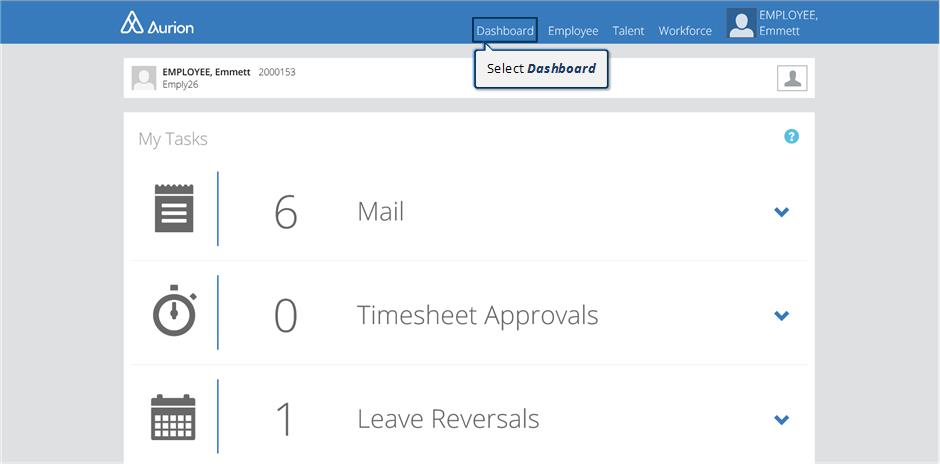 Aurion
Dashboard Employee Talent Workforce
EMPLOYEE,
Emmett
Select Dashboard
EMPLOYEE, Emmett 2000153
Emply26
My Tasks
?
6 Mail
0 Timesheet Approvals
1 Leave Reversals